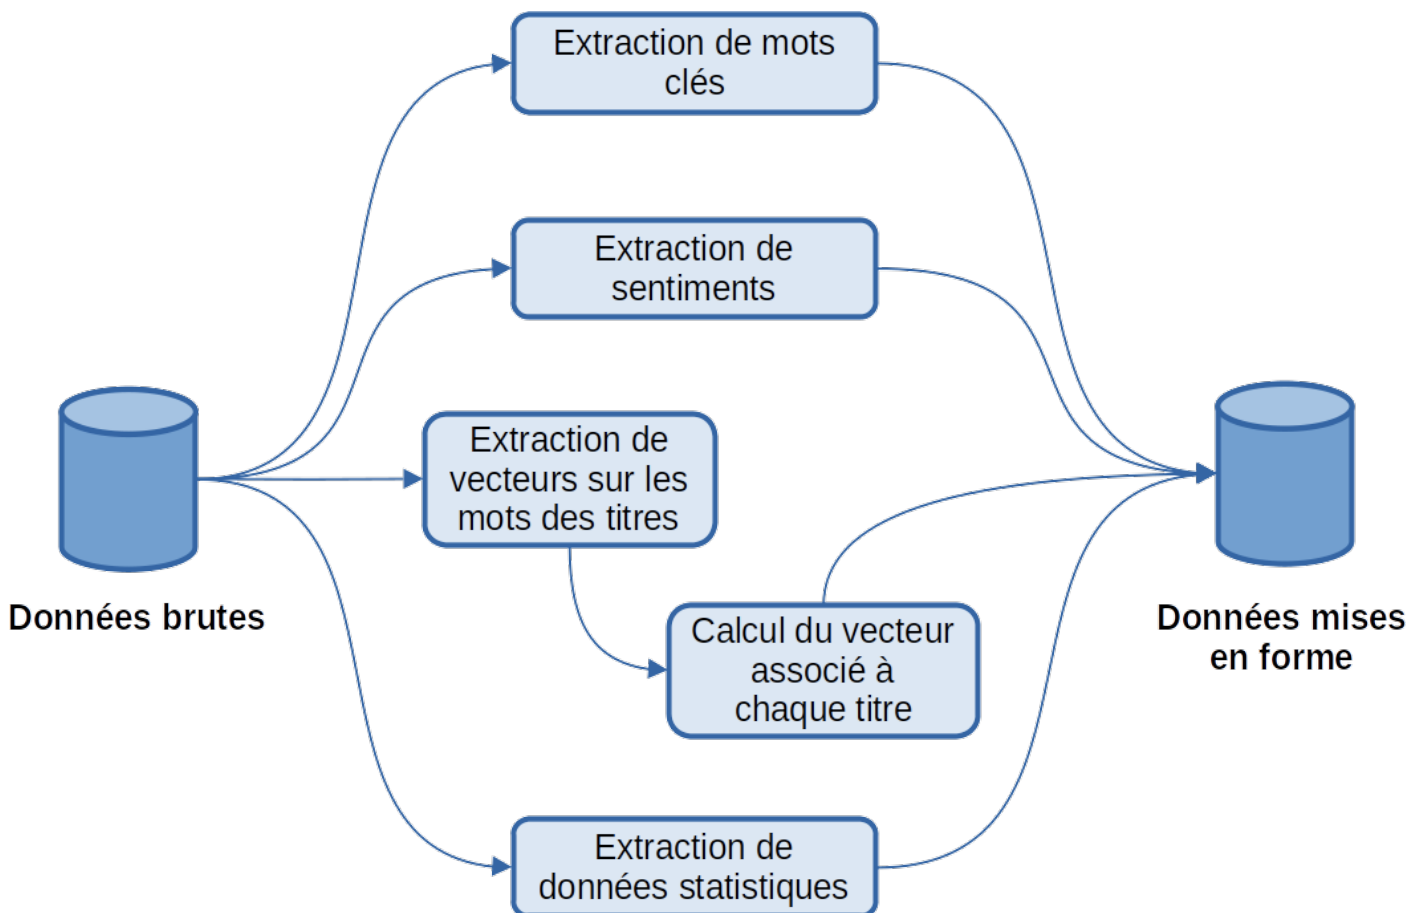 Extraction de mots
clés
Extraction de
sentiments
Extraction de
vecteurs sur les
mots des titres
Données brutes
Calcul du vecteur
associé à
chaque titre
Données mises
en forme
Extraction de
données statistiques